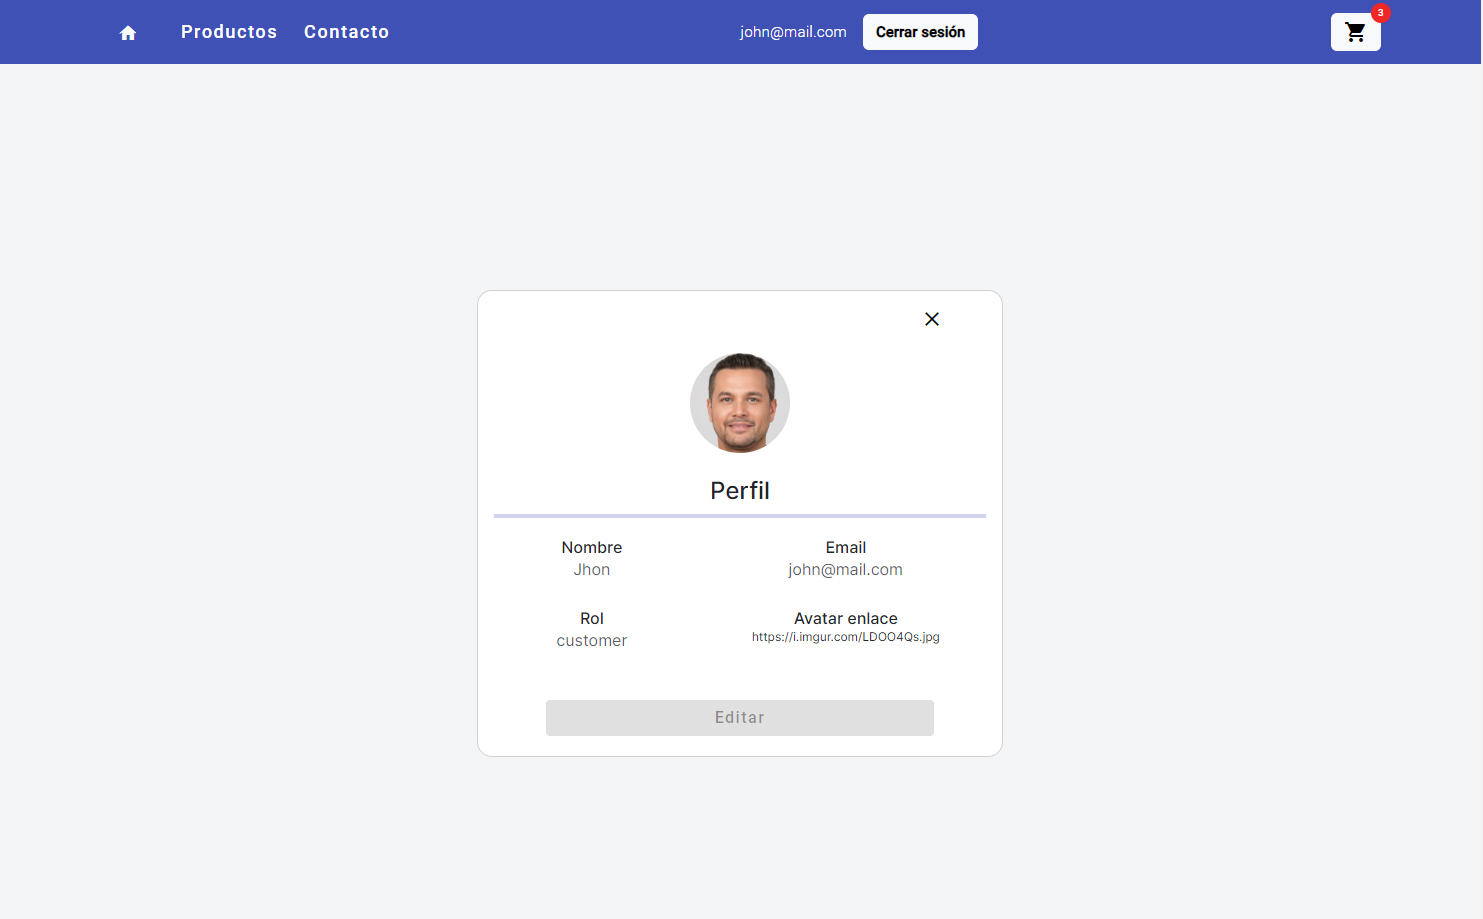 Productos Contacto john@mail.com Cerrar sesión 3
Perfil
Nombre Email
Jhon john@mail.com
Rol Avatar enlace
customer https://i.imgur.com/LDOO4Qs.jpg
Editar